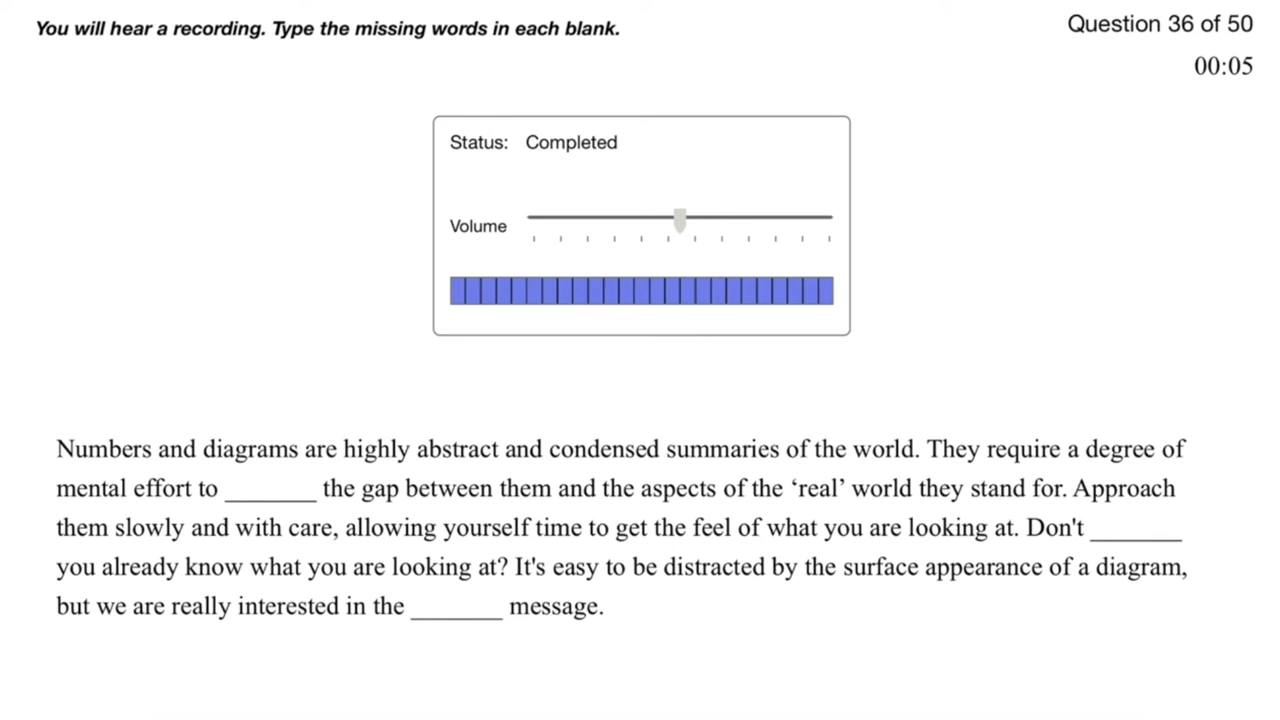 You will hear a recording. Type the missing words in each blank.
Question 36 of 50
00:05
Status: Completed
Volume
Numbers and diagrams are highly abstract and condensed summaries of the world. They require a degree of
mental effort to ________ the gap between them and the aspects of the ‘real’ world they stand for. Approach
them slowly and with care, allowing yourself time to get the feel of what you are looking at. Don't ________
you already know what you are looking at? It's easy to be distracted by the surface appearance of a diagram,
but we are really interested in the ________ message.